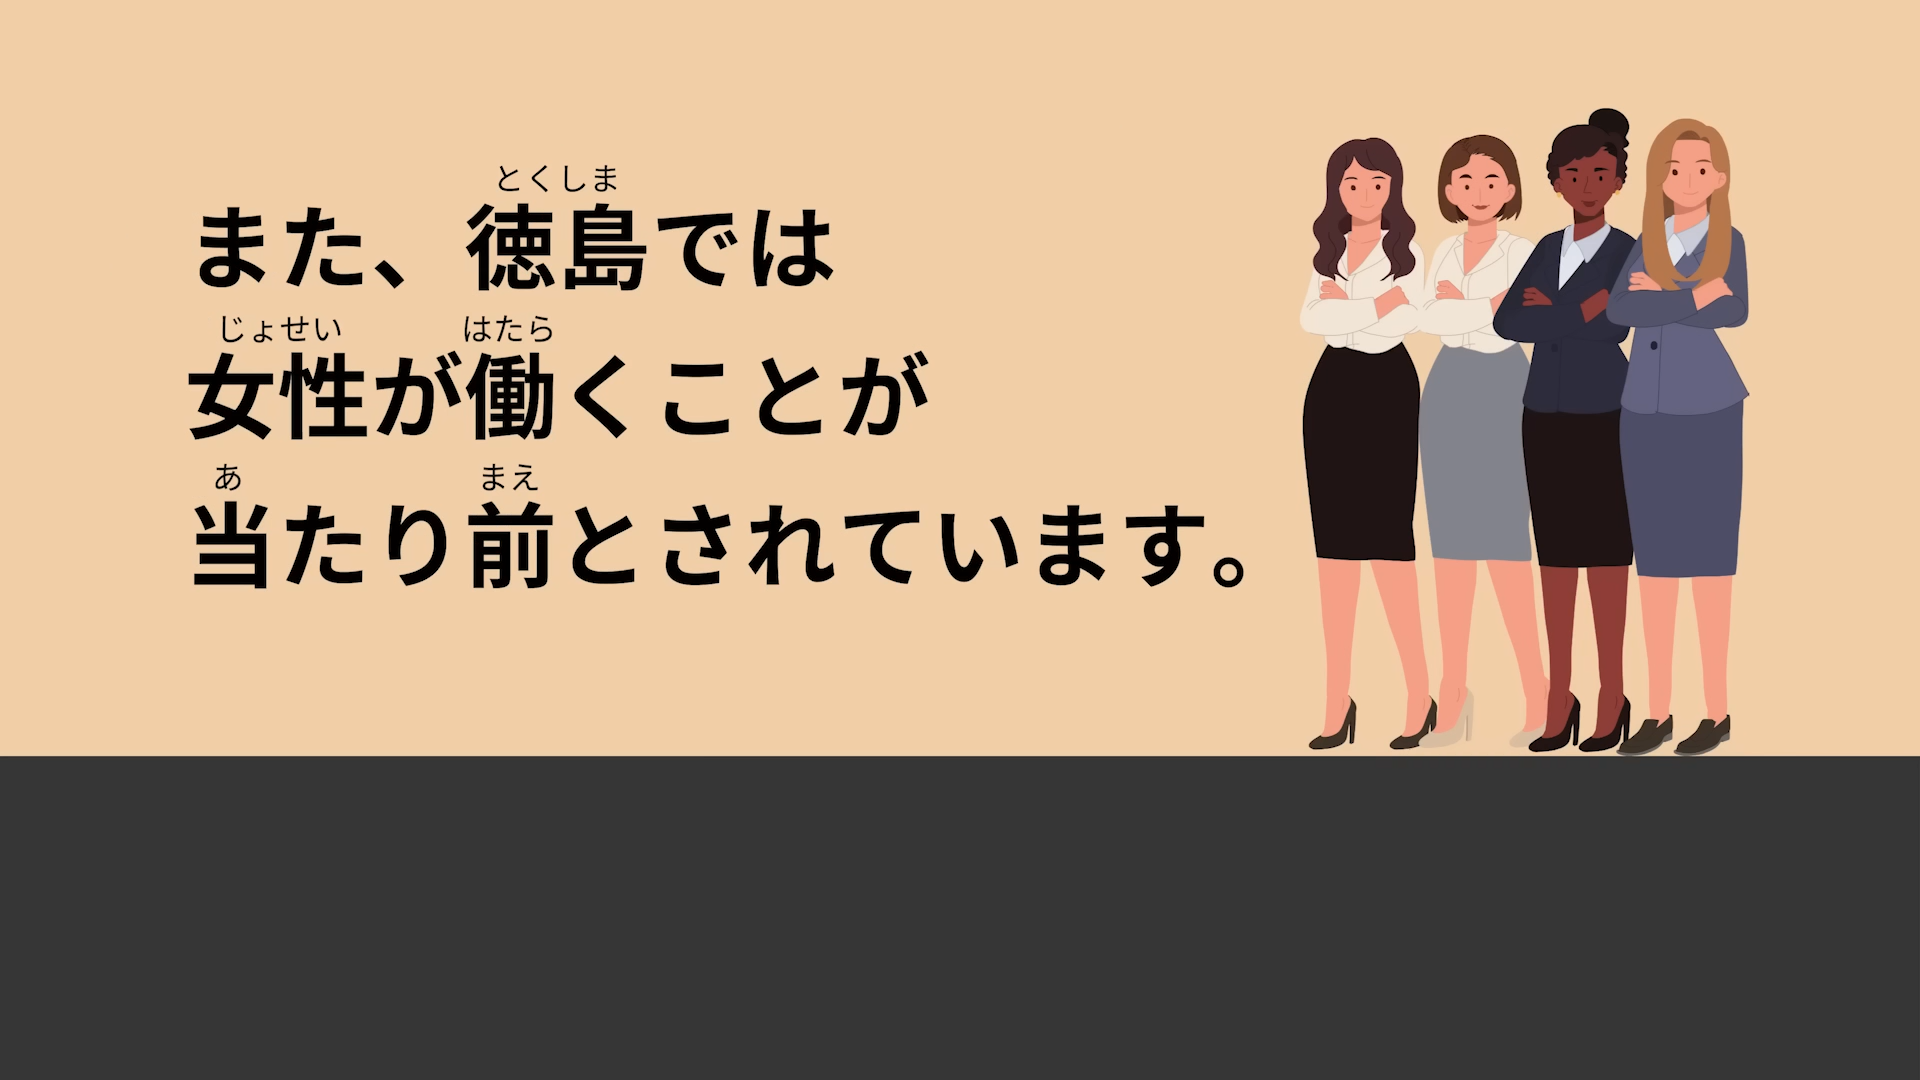 とくしま
また、徳島では
じょせい はたら
女性が働くことが
あ まえ
当たり前とされています。